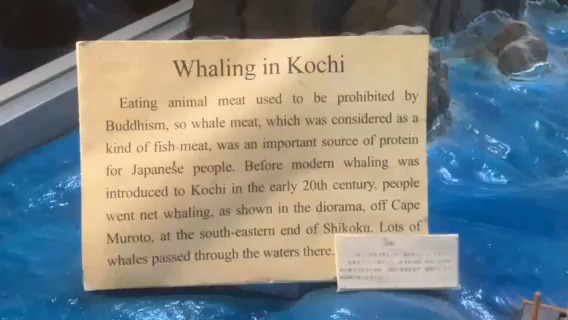 Whaling in Kochi
Eating animal meat used to be prohibited by
Buddhism, so whale meat, which was considered as a
kind of fish meat, was an important source of protein
for Japanese people. Before modern whaling was
introduced to Kochi in the early 20th century, people
went net whaling, as shown in the diorama, off Cape
Muroto, at the south-eastern end of Shikoku. Lots of
whales passed through the waters there.